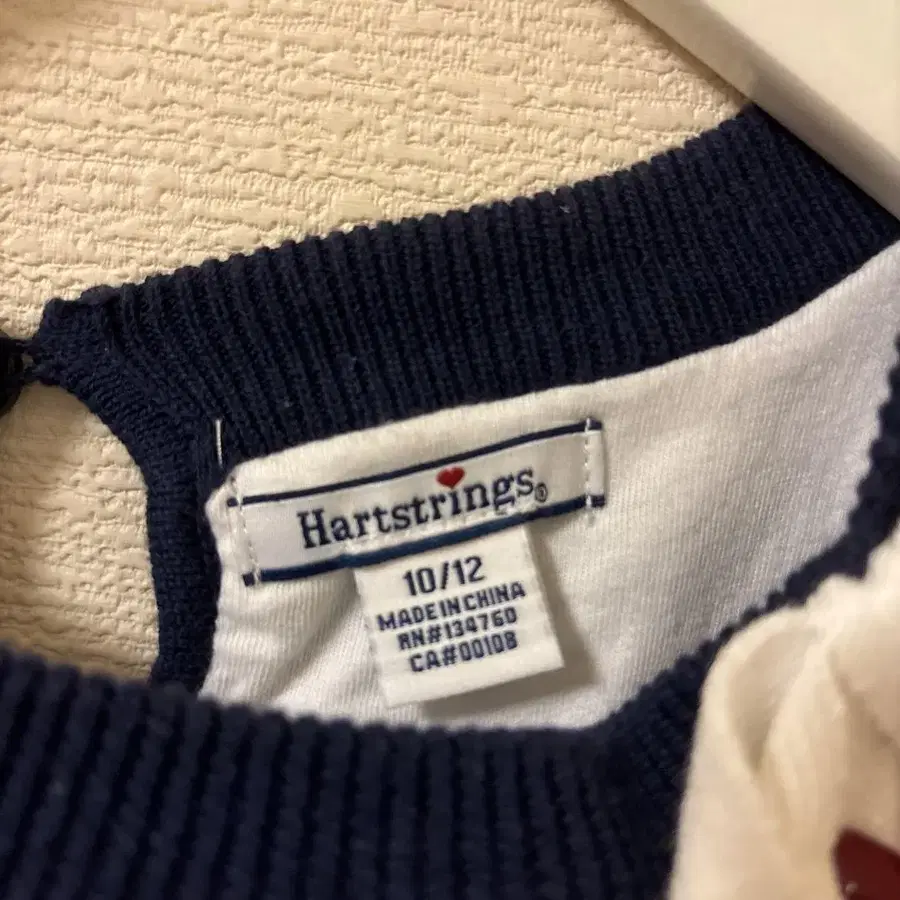 Hartstrings®
10/12
MADE IN CHINA
RN#134760
CA#00108